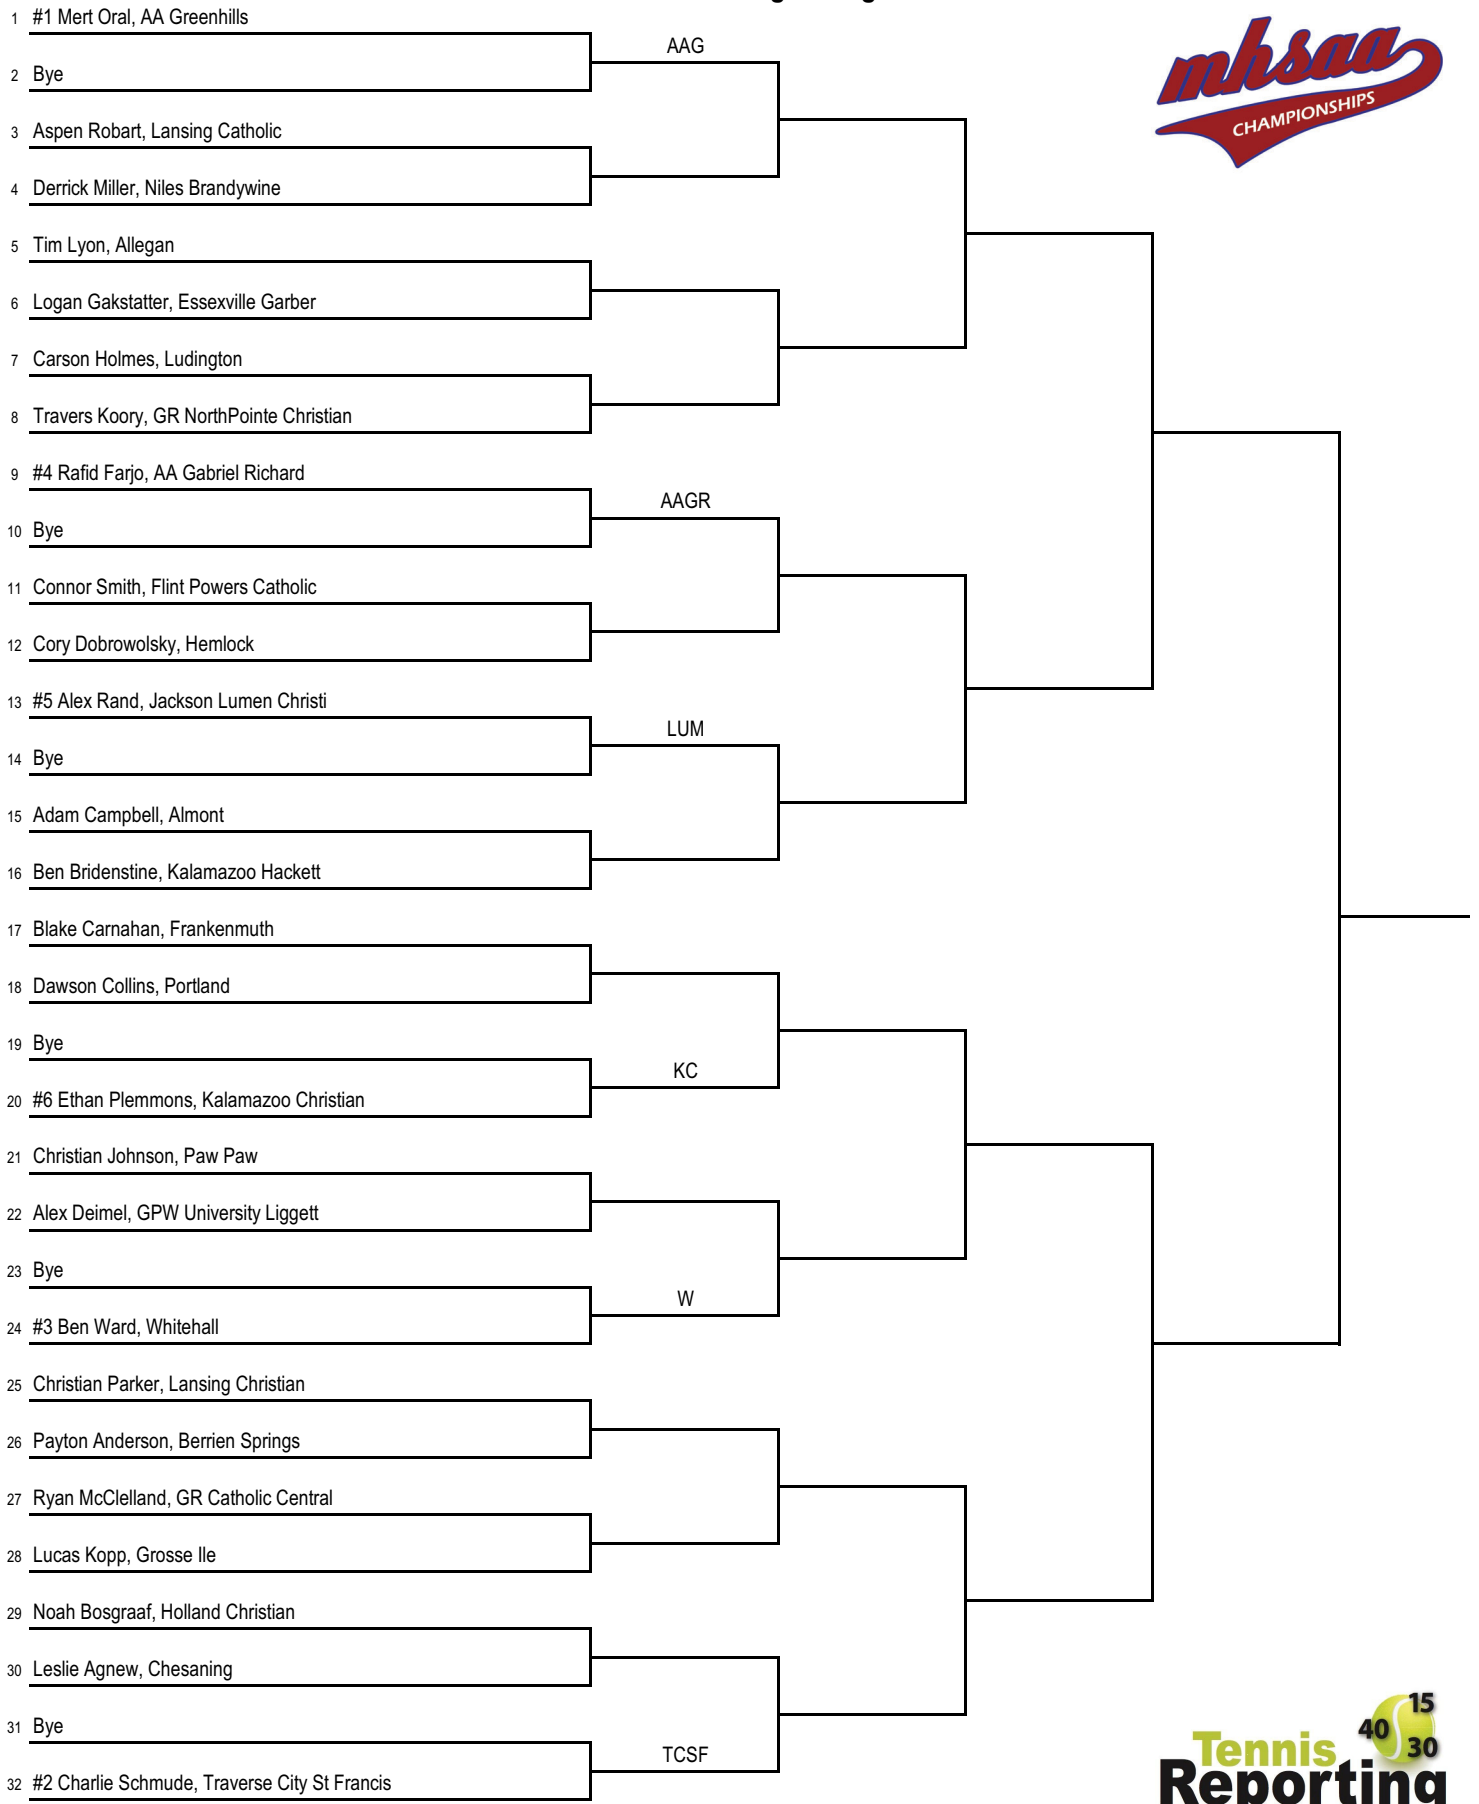 1 #1 Mert Oral, AA Greenhills
AAG
2 Bye
3 Aspen Robart, Lansing Catholic
4 Derrick Miller, Niles Brandywine
5 Tim Lyon, Allegan
6 Logan Gakstatter, Essexville Garber
7 Carson Holmes, Ludington
8 Travers Koory, GR NorthPointe Christian
9 #4 Rafid Farjo, AA Gabriel Richard
AAGR
10 Bye
11 Connor Smith, Flint Powers Catholic
12 Cory Dobrowolsky, Hemlock
13 #5 Alex Rand, Jackson Lumen Christi
LUM
14 Bye
15 Adam Campbell, Almont
16 Ben Bridenstine, Kalamazoo Hackett
17 Blake Carnahan, Frankenmuth
18 Dawson Collins, Portland
19 Bye
KC
20 #6 Ethan Plemmons, Kalamazoo Christian
21 Christian Johnson, Paw Paw
22 Alex Deimel, GPW University Liggett
23 Bye
W
24 #3 Ben Ward, Whitehall
25 Christian Parker, Lansing Christian
26 Payton Anderson, Berrien Springs
27 Ryan McClelland, GR Catholic Central
28 Lucas Kopp, Grosse Ile
29 Noah Bosgraaf, Holland Christian
30 Leslie Agnew, Chesaning
31 Bye
TCSF
32 #2 Charlie Schmude, Traverse City St Francis
mhsaa
CHAMPIONSHIPS
15
40
30
Tennis
Reporting